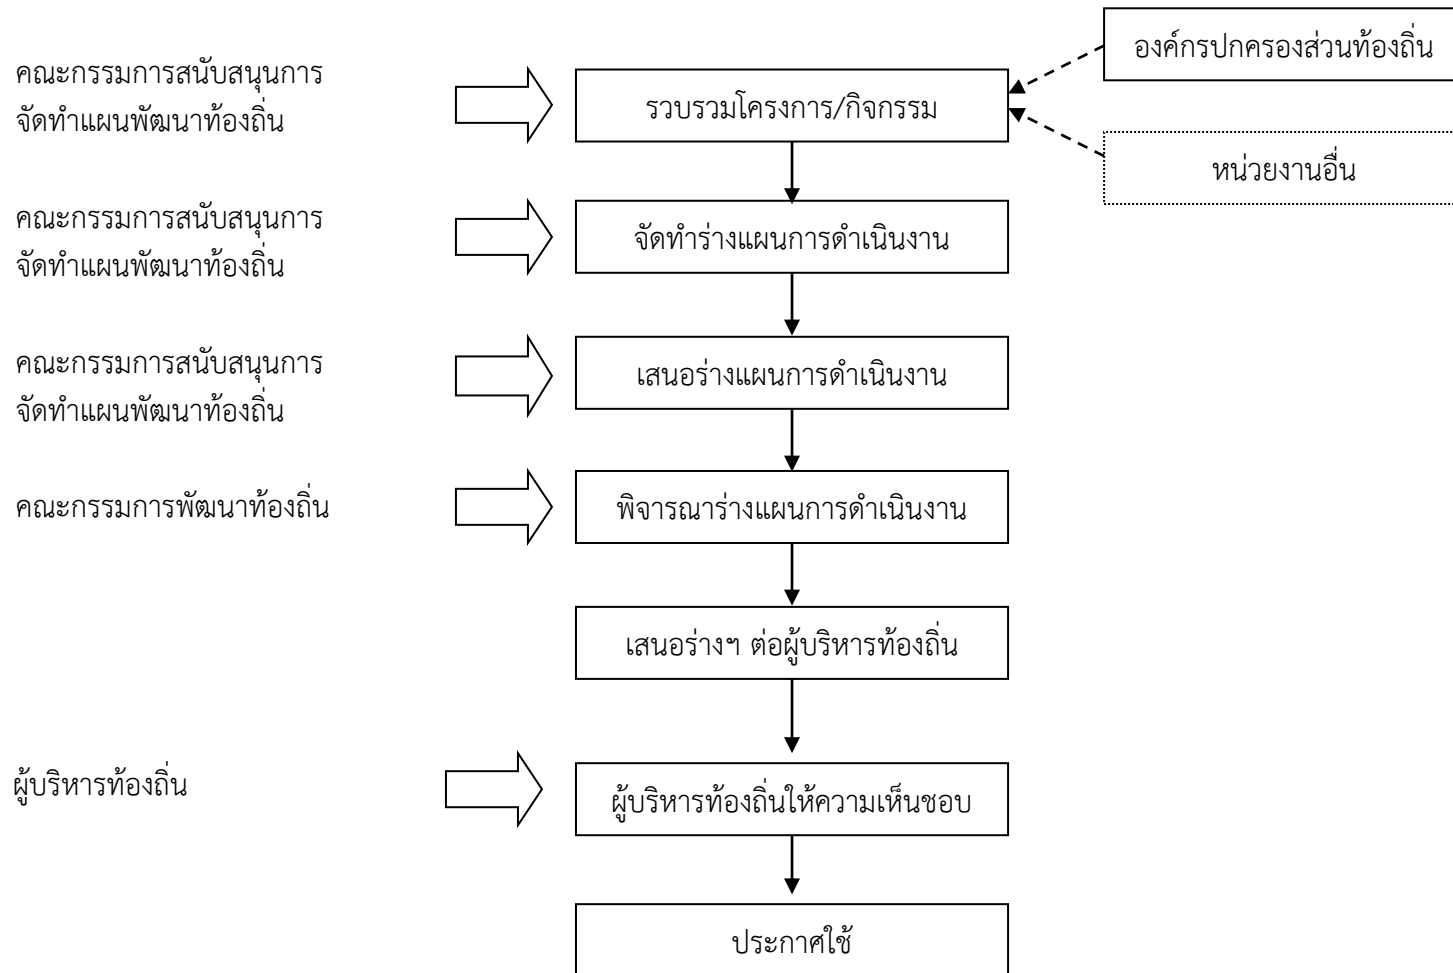 องค์กรปกครองส่วนท้องถิ่น
คณะกรรมการสนับสนุนการ
จัดทำแผนพัฒนาท้องถิ่น
รวบรวมโครงการ/กิจกรรม
หน่วยงานอื่น
คณะกรรมการสนับสนุนการ
จัดทำแผนพัฒนาท้องถิ่น
จัดทำร่างแผนการดำเนินงาน
คณะกรรมการสนับสนุนการ
จัดทำแผนพัฒนาท้องถิ่น
เสนอร่างแผนการดำเนินงาน
คณะกรรมการพัฒนาท้องถิ่น
พิจารณาร่างแผนการดำเนินงาน
เสนอร่างฯ ต่อผู้บริหารท้องถิ่น
ผู้บริหารท้องถิ่น
ผู้บริหารท้องถิ่นให้ความเห็นชอบ
ประกาศใช้